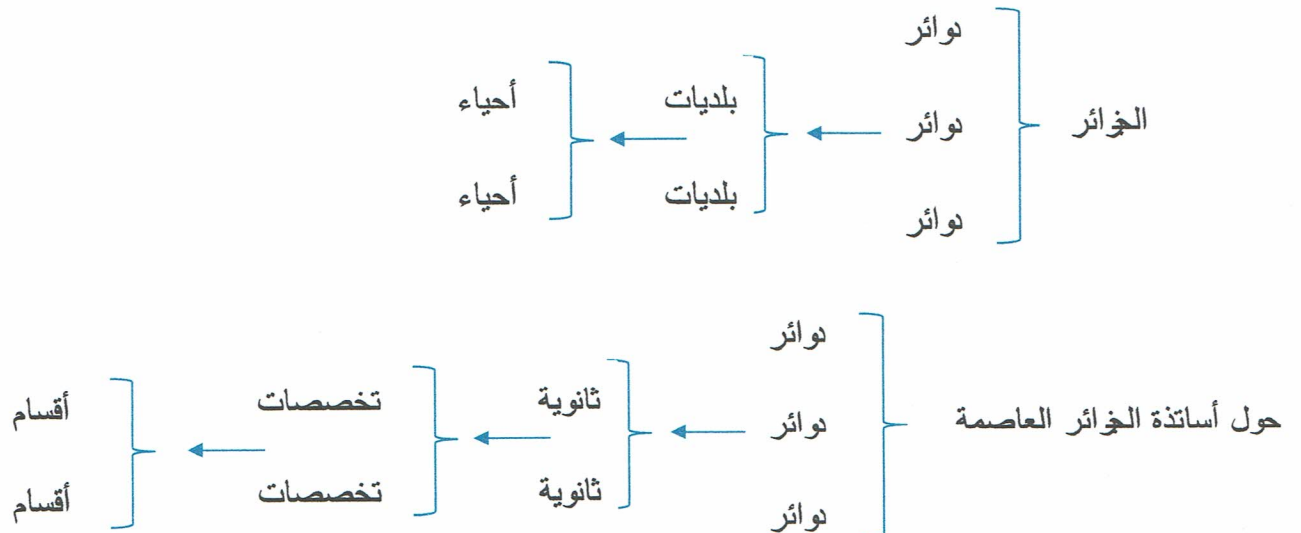 دوائر
بلديات
أحياء
الجزائر
دوائر
بلديات
أحياء
دوائر
حول أساتذة الجزائر العاصمة
دوائر
ثانوية
تخصصات
أقسام
دوائر
ثانوية
تخصصات
أقسام
دوائر